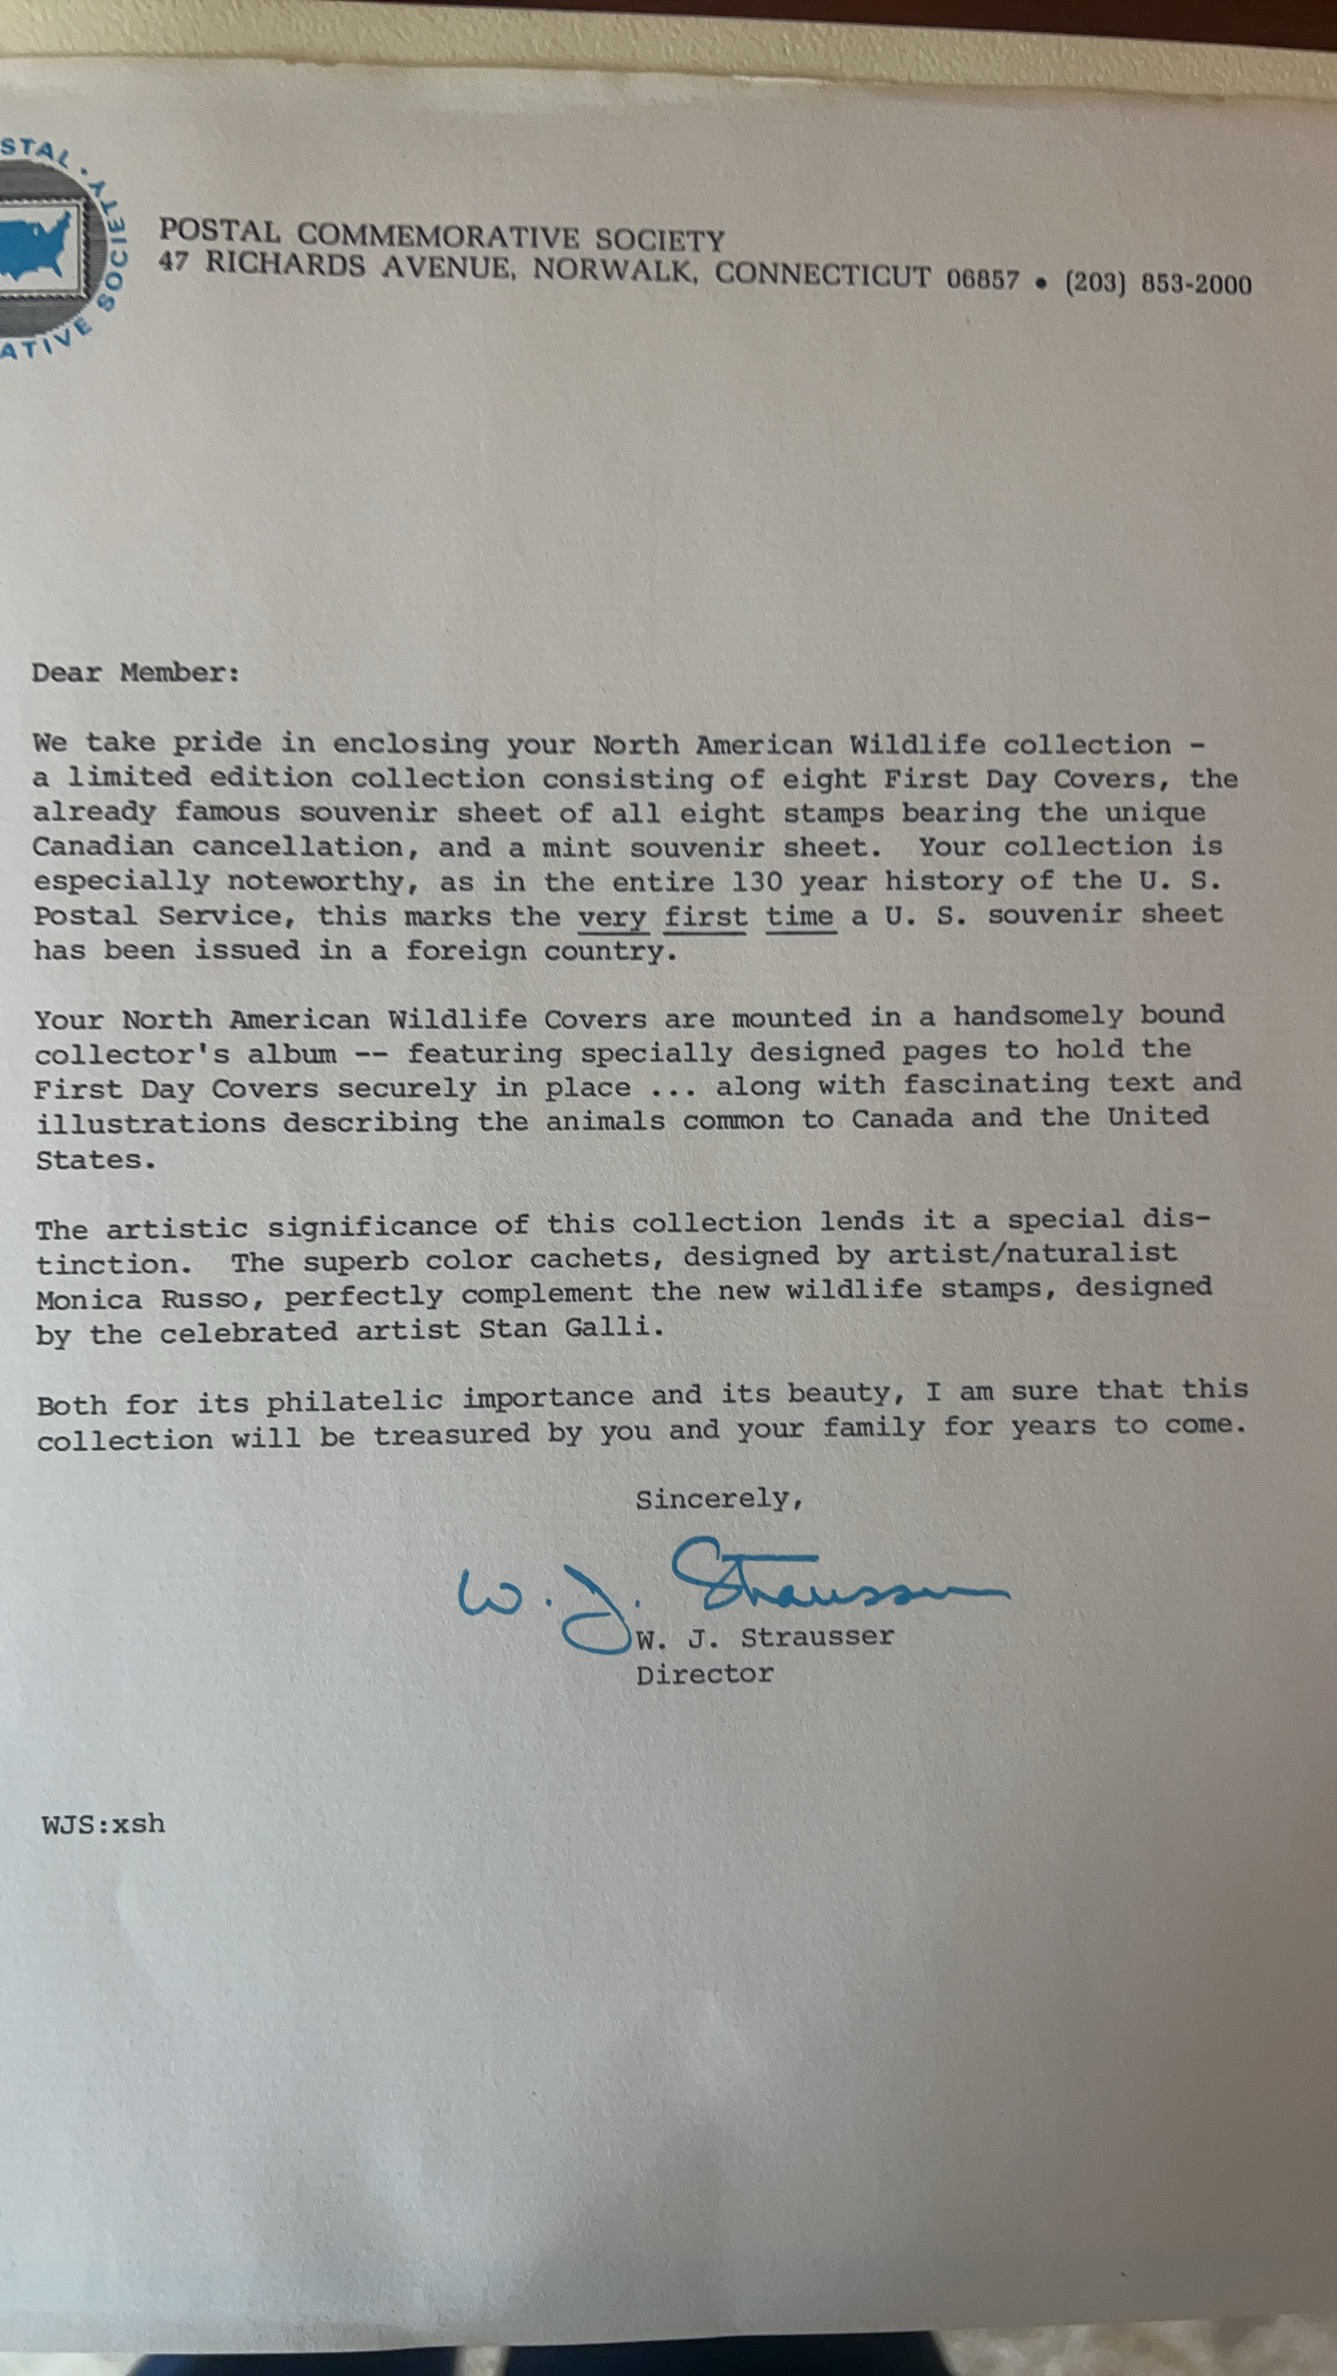 STAL · 
ATIVE SOCIETY
POSTAL COMMEMORATIVE SOCIETY
47 RICHARDS AVENUE, NORWALK, CONNECTICUT 06857 • (203) 853-2000
Dear Member:
We take pride in enclosing your North American Wildlife collection -
a limited edition collection consisting of eight First Day Covers, the
already famous souvenir sheet of all eight stamps bearing the unique
Canadian cancellation, and a mint souvenir sheet. Your collection is
especially noteworthy, as in the entire 130 year history of the U. S.
Postal Service, this marks the very first time a U. S. souvenir sheet
has been issued in a foreign country.
Your North American Wildlife Covers are mounted in a handsomely bound
collector's album -- featuring specially designed pages to hold the
First Day Covers securely in place ... along with fascinating text and
illustrations describing the animals common to Canada and the United
States.
The artistic significance of this collection lends it a special dis-
tinction. The superb color cachets, designed by artist/naturalist
Monica Russo, perfectly complement the new wildlife stamps, designed
by the celebrated artist Stan Galli.
Both for its philatelic importance and its beauty, I am sure that this
collection will be treasured by you and your family for years to come.
Sincerely,
W. J. Strausser
W. J. Strausser
Director
WJS:xsh